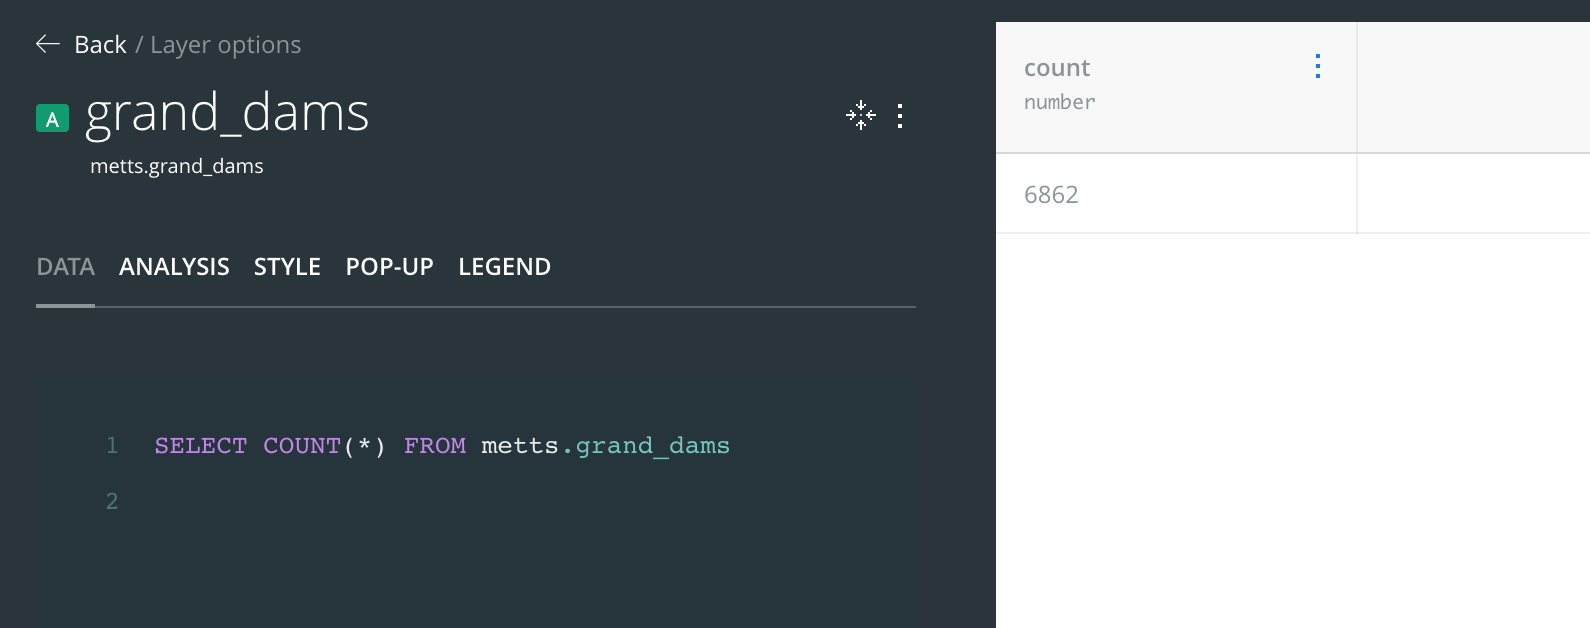 Back / Layer options
A grand_dams
metts.grand_dams
DATA ANALYSIS STYLE POP-UP LEGEND
1 SELECT COUNT(*) FROM metts.grand_dams
2
count
number
6862